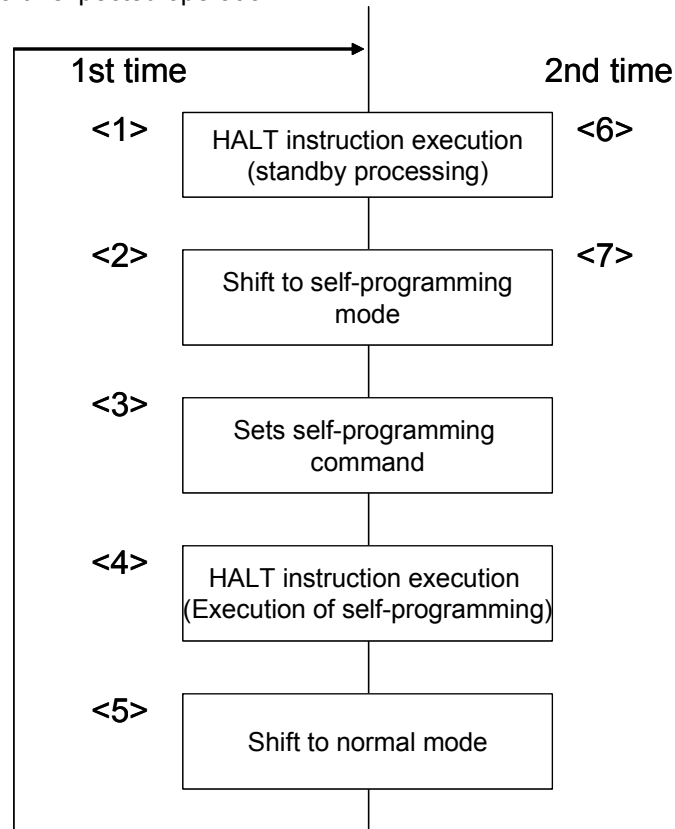 1st time
2nd time
<1>
HALT instruction execution
(standby processing)
<6>
<2>
Shift to self-programming
mode
<7>
<3>
Sets self-programming
command
<4>
HALT instruction execution
(Execution of self-programming)
<5>
Shift to normal mode